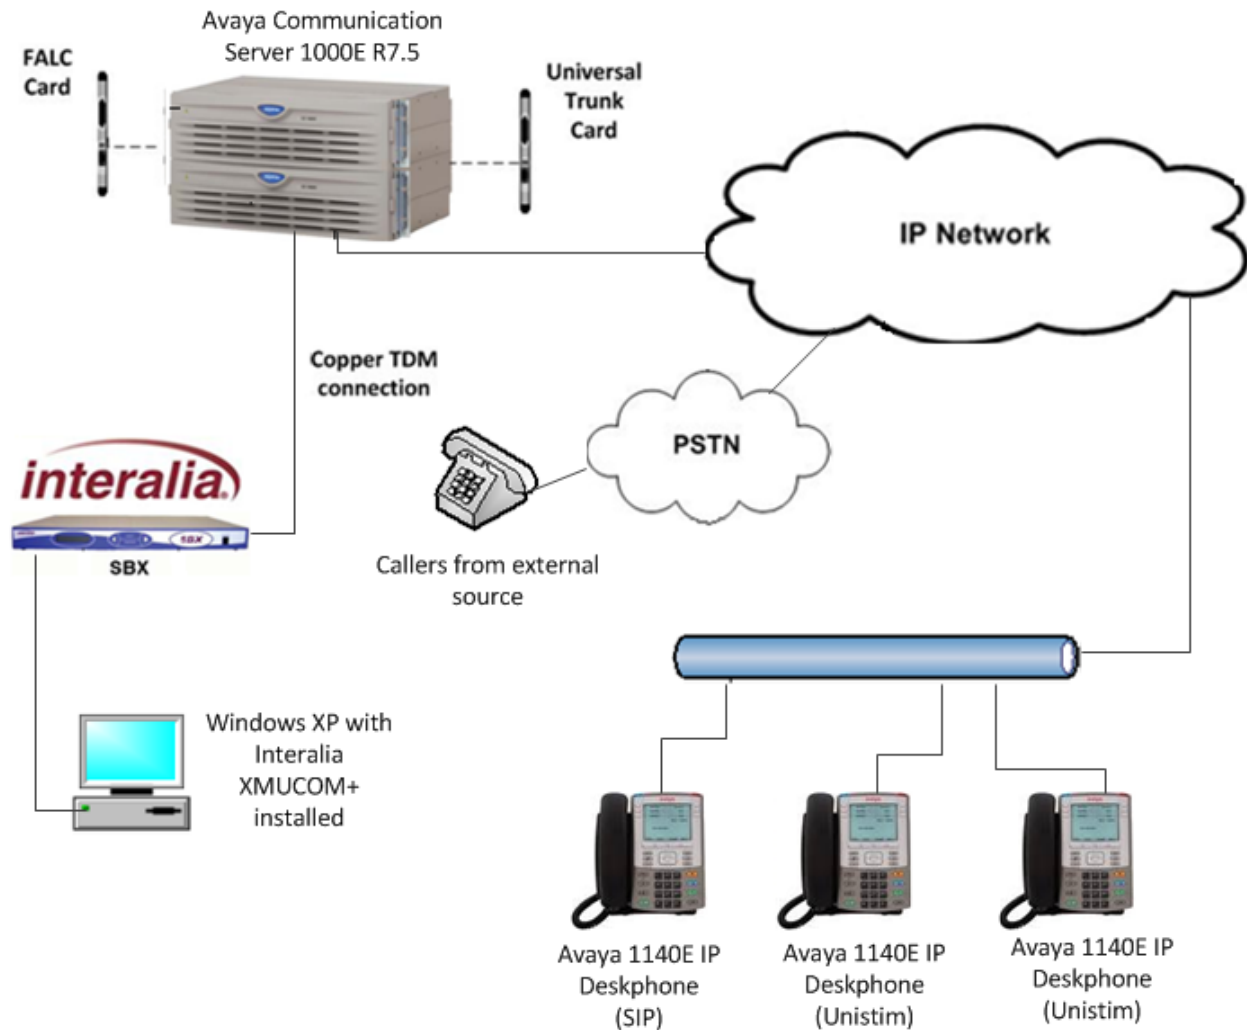 Avaya Communication
Server 1000E R7.5
FALC
Card
Universal
Trunk
Card
IP Network
Copper TDM
connection
PSTN
interalia®
SBX
SBX
Callers from external
source
Windows XP with
Interalia
XMUCOM+
installed
Avaya 1140E IP
Deskphone
(SIP)
Avaya 1140E IP
Deskphone
(Unistim)
Avaya 1140E IP
Deskphone
(Unistim)